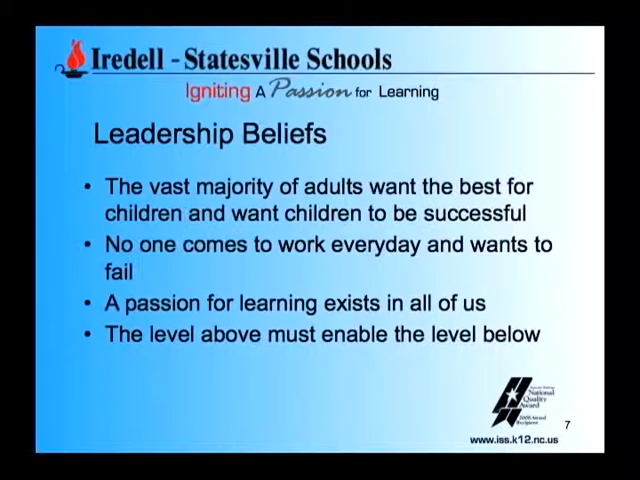 Iredell - Statesville Schools
Igniting A Passion for Learning
Leadership Beliefs
• The vast majority of adults want the best for
children and want children to be successful
• No one comes to work everyday and wants to
fail
• A passion for learning exists in all of us
• The level above must enable the level below
National
Quality
Award
7
www.iss.k12.nc.us